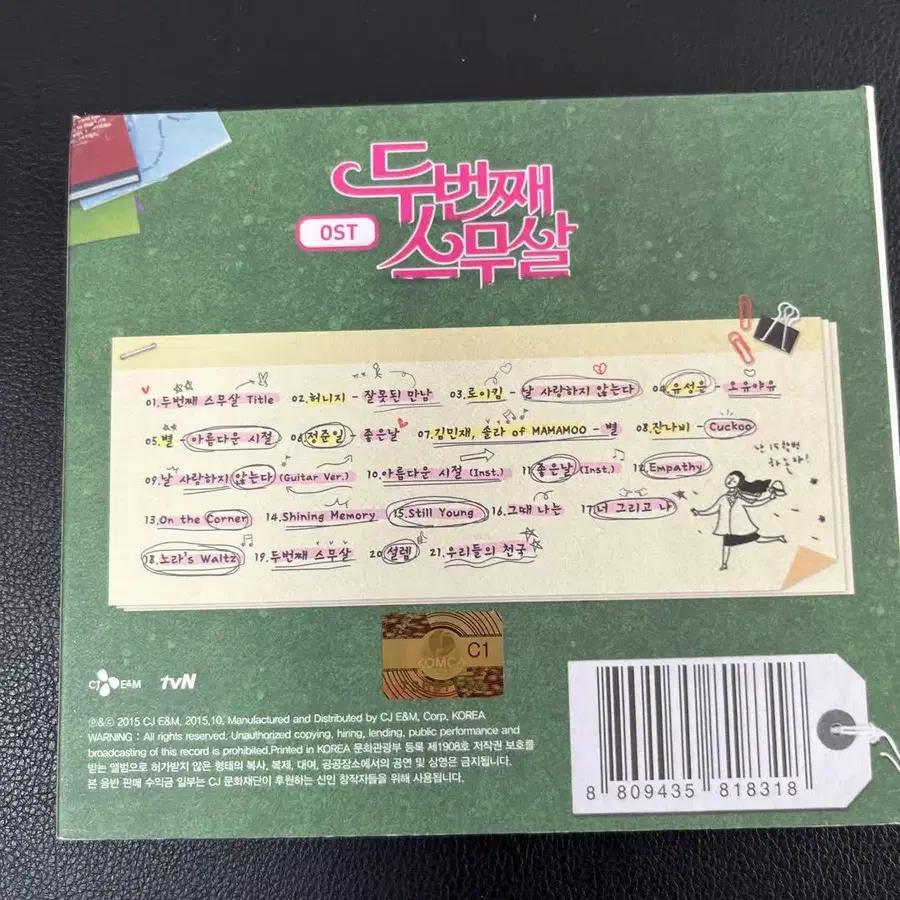 두번째
스무살
OST
01.두번째 스무살 Title 02.허니지 - 잘못된 만남 03.로이킴 - 날 사랑하지 않는다 04.유성은 - 오유야유
05.별 - 아름다운 시절 06.정준일 - 좋은날 07.김민재, 솔라 of MAMAMOO - 별 08.잔나비 - Cuckoo
09.날 사랑하지 않는다 (Guitar Ver.) 10.아름다운 시절 (Inst.) 11.좋은날 (Inst.) 12.Empathy
13.On the Corner 14.Shining Memory 15.Still Young 16.그때 나는 17.너 그리고 나
18.노라's Waltz 19.두번째 스무살 20.설렘 21.우리들의 천국
하는거야!
KOMCA C1
CJ E&M tvN
℗&© 2015 CJ E&M, 2015.10, Manufactured and Distributed by CJ E&M, Corp, KOREA
WARNING : All rights reserved, Unauthorized copying, hiring, lending, public performance and
broadcasting of this record is prohibited.Printed in KOREA 문화관광부 등록 제1908호 저작권 보호를
받는 앨범으로 허가받지 않은 형태의 복사, 복제, 대여, 공공장소에서의 공연 및 상영은 금지됩니다.
본 음반 판매 수익금 일부는 CJ 문화재단이 후원하는 신인 창작자들을 위해 사용됩니다.
8 809435 818318